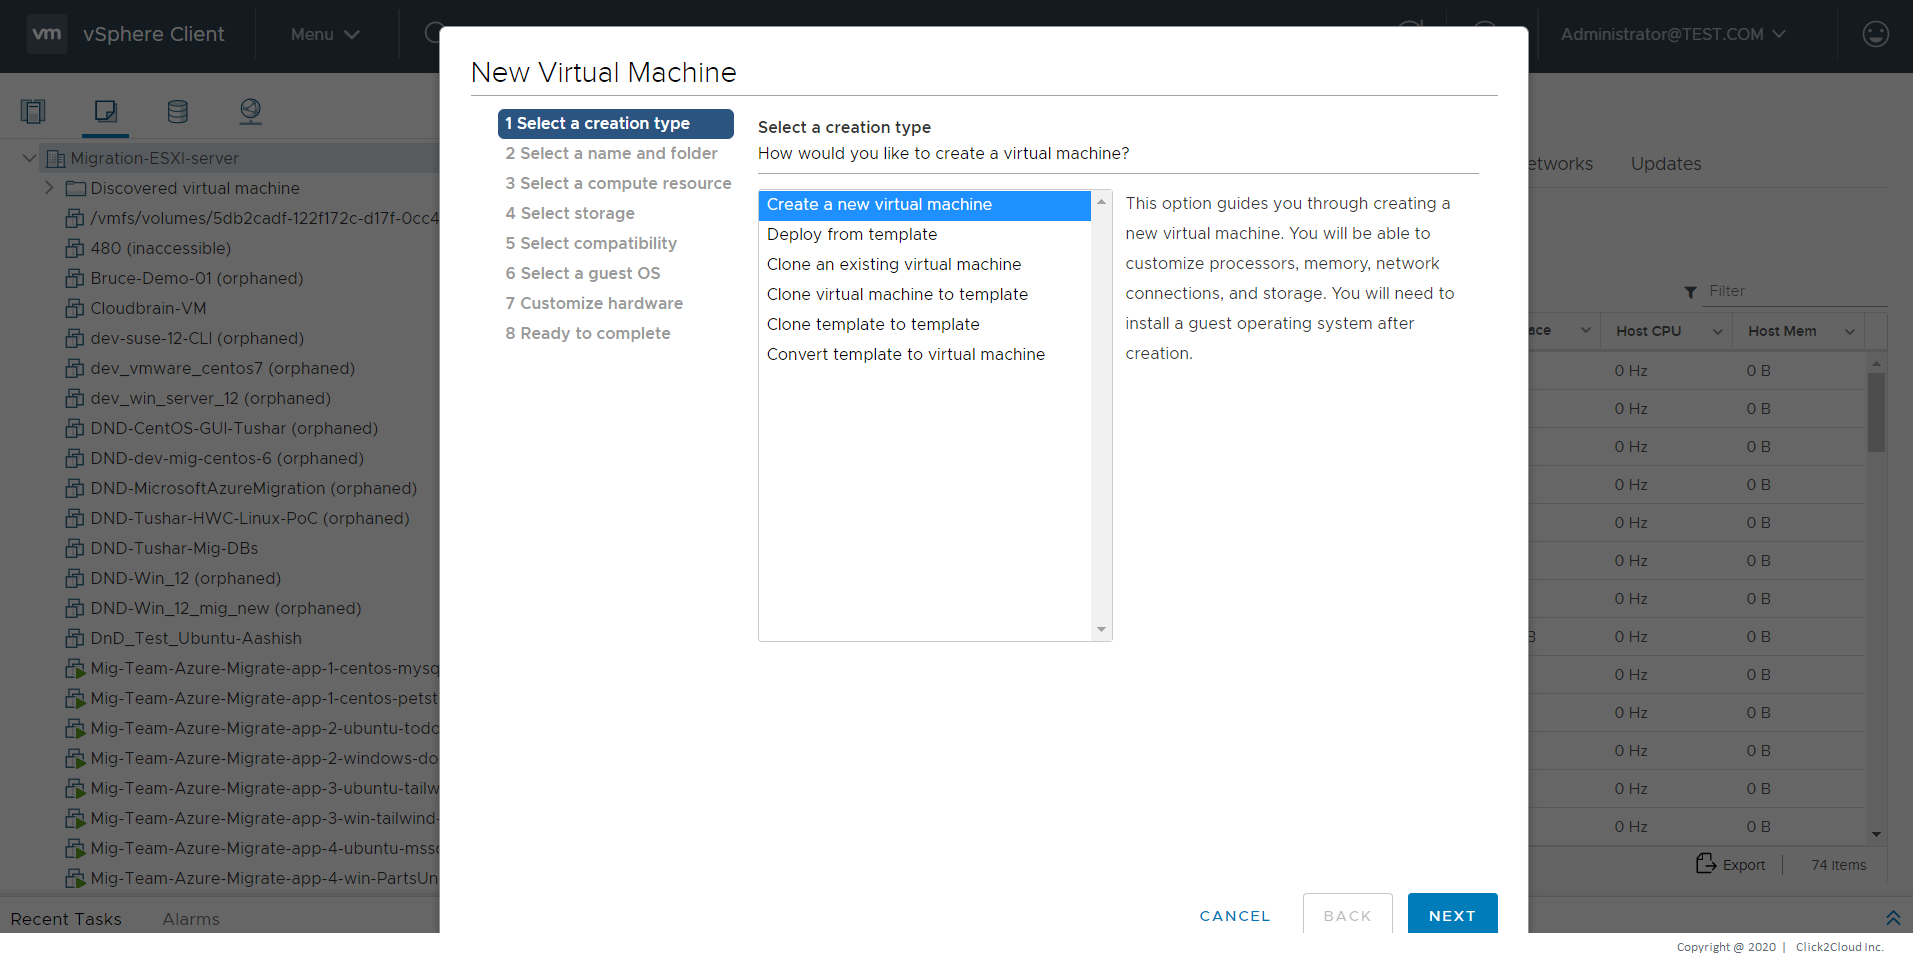 vm vSphere Client Menu Administrator@TEST.COM
New Virtual Machine
1 Select a creation type
2 Select a name and folder
3 Select a compute resource
4 Select storage
5 Select compatibility
6 Select a guest OS
7 Customize hardware
8 Ready to complete
Select a creation type
How would you like to create a virtual machine?
Create a new virtual machine
Deploy from template
Clone an existing virtual machine
Clone virtual machine to template
Clone template to template
Convert template to virtual machine
This option guides you through creating a
new virtual machine. You will be able to
customize processors, memory, network
connections, and storage. You will need to
install a guest operating system after
creation.
CANCEL BACK NEXT
Migration-ESXI-server
Discovered virtual machine
/vmfs/volumes/5db2cadf-122f172c-d17f-0cc4
480 (inaccessible)
Bruce-Demo-01 (orphaned)
Cloudbrain-VM
dev-suse-12-CLI (orphaned)
dev_vmware_centos7 (orphaned)
dev_win_server_12 (orphaned)
DND-CentOS-GUI-Tushar (orphaned)
DND-dev-mig-centos-6 (orphaned)
DND-MicrosoftAzureMigration (orphaned)
DND-Tushar-HWC-Linux-PoC (orphaned)
DND-Tushar-Mig-DBs
DND-Win_12 (orphaned)
DND-Win_12_mig_new (orphaned)
DnD_Test_Ubuntu-Aashish
Mig-Team-Azure-Migrate-app-1-centos-mysq
Mig-Team-Azure-Migrate-app-1-centos-petst
Mig-Team-Azure-Migrate-app-2-ubuntu-todo
Mig-Team-Azure-Migrate-app-2-windows-do
Mig-Team-Azure-Migrate-app-3-ubuntu-tailw
Mig-Team-Azure-Migrate-app-3-win-tailwind-
Mig-Team-Azure-Migrate-app-4-ubuntu-mssq
Mig-Team-Azure-Migrate-app-4-win-PartsUn
etworks Updates
Filter
ace Host CPU Host Mem
0 Hz 0 B
0 Hz 0 B
0 Hz 0 B
0 Hz 0 B
0 Hz 0 B
0 Hz 0 B
0 Hz 0 B
B 0 Hz 0 B
0 Hz 0 B
0 Hz 0 B
0 Hz 0 B
0 Hz 0 B
0 Hz 0 B
Export 74 items
Recent Tasks Alarms
Copyright @ 2020 | Click2Cloud Inc.